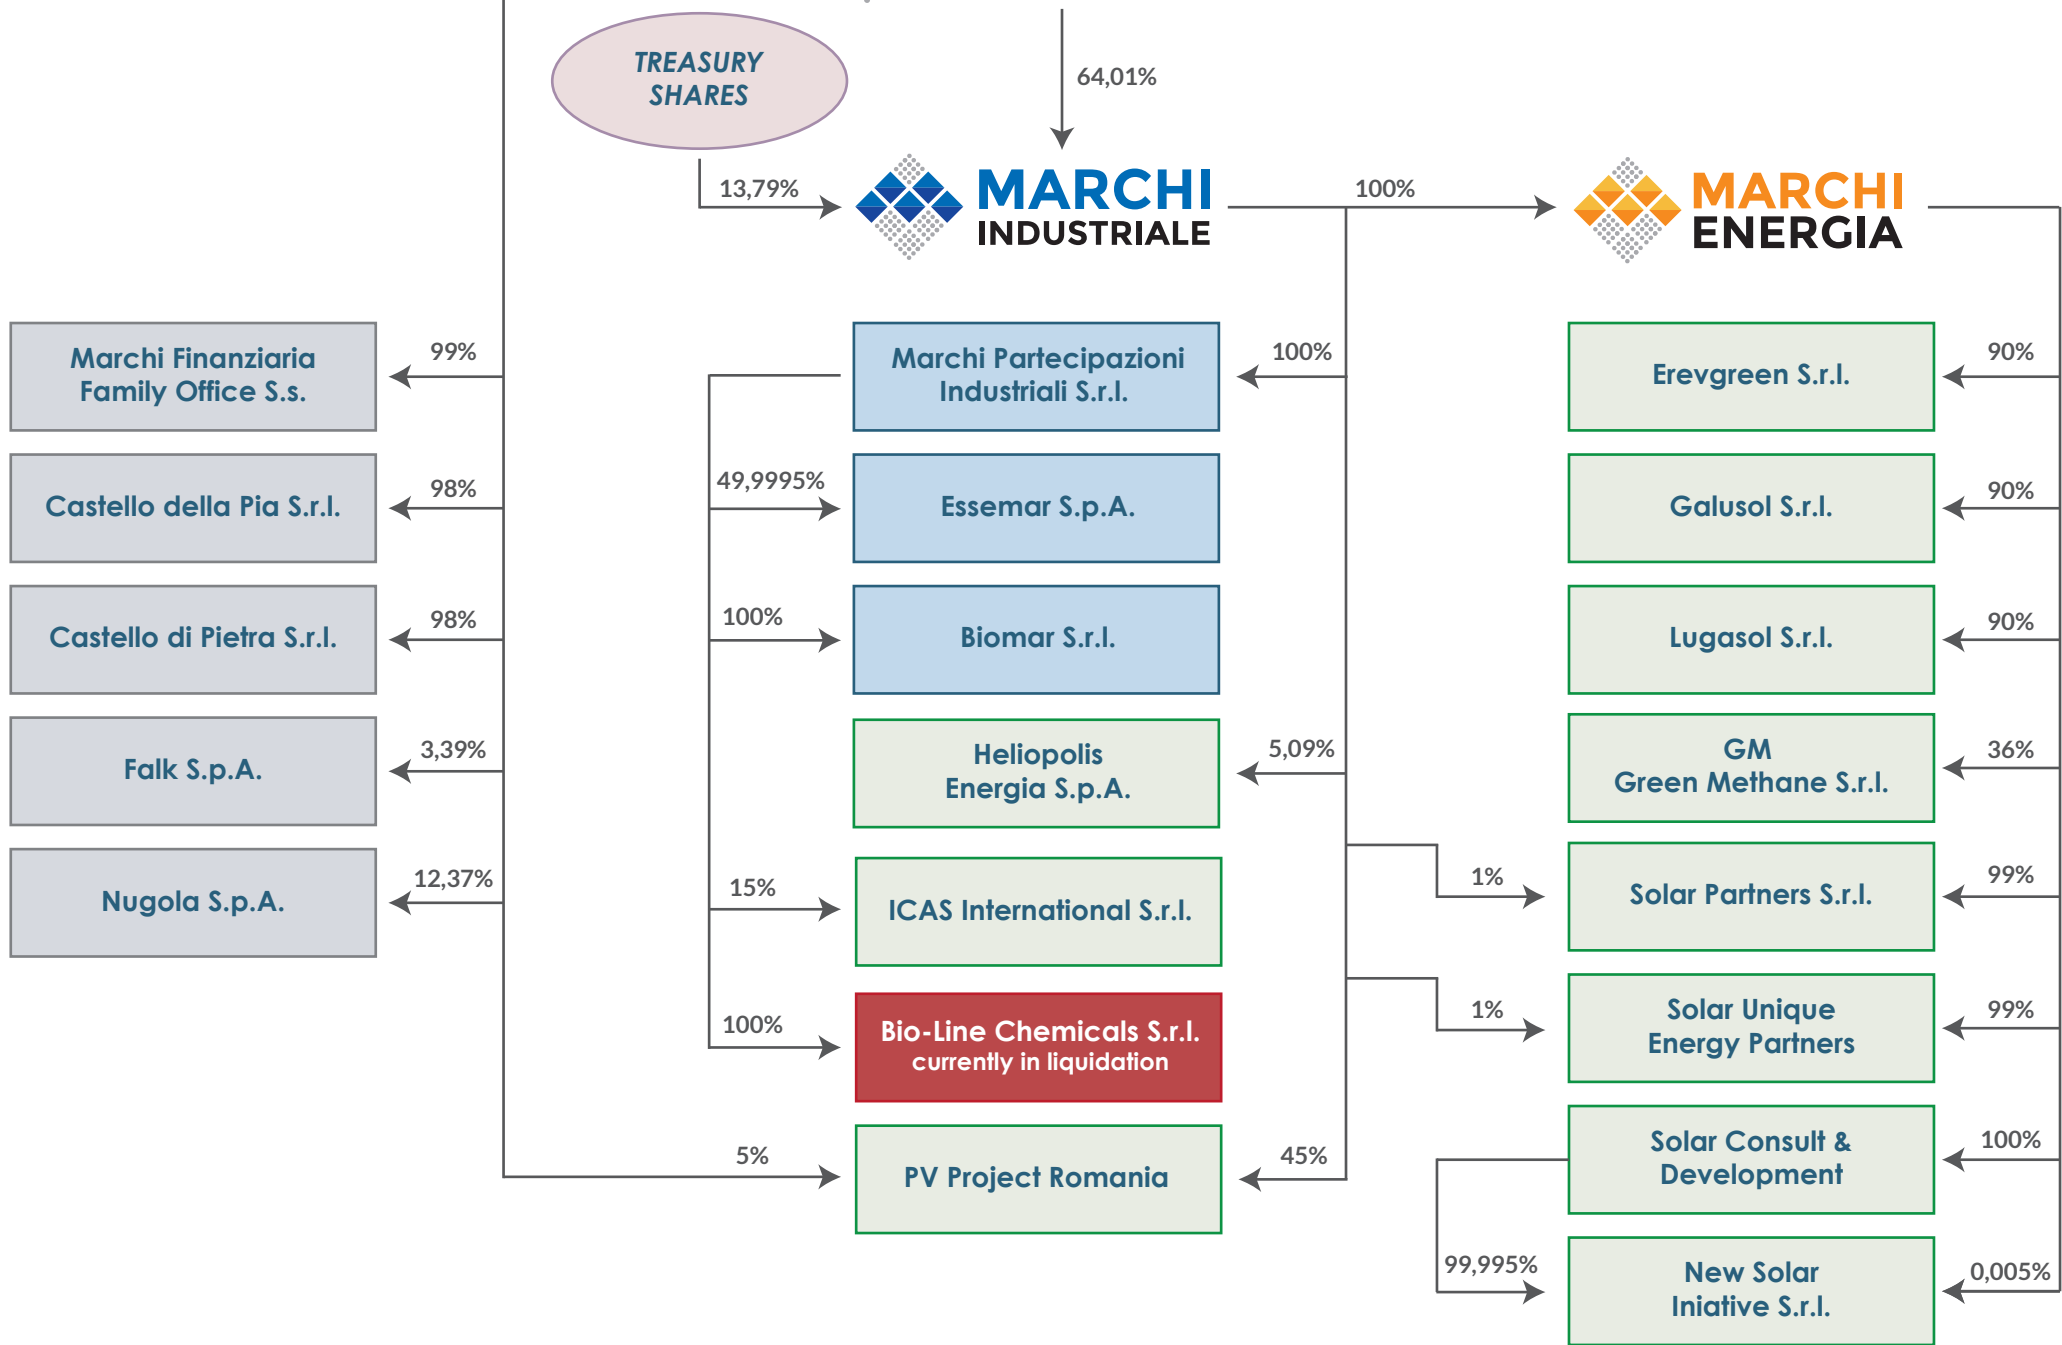 TREASURY
SHARES
64,01%
13,79%
MARCHI
INDUSTRIALE
100%
MARCHI
ENERGIA
Marchi Finanziaria
Family Office S.s.
99%
Castello della Pia S.r.l.
98%
Castello di Pietra S.r.l.
98%
Falk S.p.A.
3,39%
Nugola S.p.A.
12,37%
Marchi Partecipazioni
Industriali S.r.l.
100%
49,9995%
Essemar S.p.A.
100%
Biomar S.r.l.
Heliopolis
Energia S.p.A.
5,09%
15%
ICAS International S.r.l.
100%
Bio-Line Chemicals S.r.l.
currently in liquidation
5%
PV Project Romania
45%
Erevgreen S.r.l.
90%
Galusol S.r.l.
90%
Lugasol S.r.l.
90%
GM
Green Methane S.r.l.
36%
1%
Solar Partners S.r.l.
99%
1%
Solar Unique
Energy Partners
99%
Solar Consult &
Development
100%
99,995%
New Solar
Iniative S.r.l.
0,005%